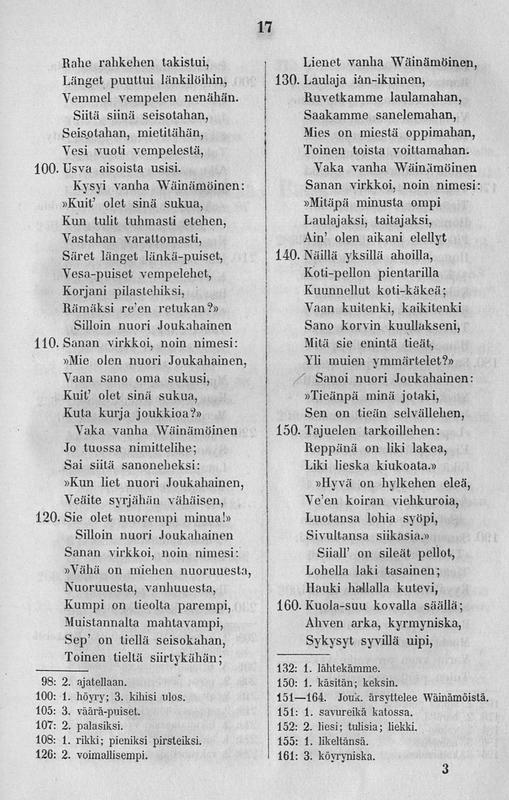 17
Rahe rahkehen takistui,
Länget puuttui länkilöihin,
Vemmel vempelen nenähän.
Siitä siinä seisotahan,
Seisotahan, mietitähän,
Vesi vuoti vempelestä,
100. Usva aisoista usisi.
Kysyi vanha Wäinämöinen:
»Kuit' olet sinä sukua,
Kun tulit tuhmasti etehen,
Vastahan varattomasti,
Säret länget länkä-puiset,
Vesa-puiset vempelehet,
Korjani pilastehiksi,
Rämäksi re'en retukan?»
Silloin nuori Joukahainen
110. Sanan virkkoi, noin nimesi:
»Mie olen nuori Joukahainen,
Vaan sano oma sukusi,
Kuit' olet sinä sukua,
Kuta kurja joukkioa?»
Vaka vanha Wäinämöinen
Jo tuossa nimittelihe;
Sai siitä sanoneheksi:
»Kun liet nuori Joukahainen,
Veäite syrjähän vähäisen,
120. Sie olet nuorempi minua!»
Silloin nuori Joukahainen
Sanan virkkoi, noin nimesi:
»Vähä on miehen nuoruuesta,
Nuoruuesta, vanhuuesta,
Kumpi on tieolta parempi,
Muistannalta mahtavampi,
Sep' on tiellä seisokahan,
Toinen tieltä siirtykähän;
98: 2. ajatellaan.
100: 1. höyry; 3. kihisi ulos.
105: 3. väärä-puiset.
107: 2. palasiksi.
108: 1. rikki; pieniksi pirsteiksi.
126: 2. voimallisempi.
Lienet vanha Wäinämöinen,
130. Laulaja iän-ikuinen,
Ruvetkamme laulamahan,
Saakamme sanelemahan,
Mies on miestä oppimahan,
Toinen toista voittamahan.
Vaka vanha Wäinämöinen
Sanan virkkoi, noin nimesi:
»Mitäpä minusta ompi
Laulajaksi, taitajaksi,
Ain' olen aikani elellyt
140. Näillä yksillä ahoilla,
Koti-pellon pientarilla
Kuunnellut koti-käkeä;
Vaan kuitenki, kaikitenki
Sano korvin kuullakseni,
Mitä sie enintä tieät,
Yli muien ymmärtelet?»
Sanoi nuori Joukahainen:
»Tieänpä minä jotaki,
Sen on tieän selvällehen,
150. Tajuelen tarkoillehen:
Reppänä on liki lakea,
Liki lieska kiukoata.»
»Hyvä on hylkehen eleä,
Ve'en koiran viehkuroia,
Luotansa lohia syöpi,
Sivultansa siikasia.»
Siiall' on sileät pellot,
Lohella laki tasainen;
Hauki hallalla kutevi,
160. Kuola-suu kovalla säällä;
Ahven arka, kyrmyniska,
Sykysyt syvillä uipi,
132: 1. lähtekämme.
150: 1. käsitän; keksin.
151—164. Jouk. ärsyttelee Wäinämöistä.
151: 1. savureikä katossa.
152: 2. liesi; tulisia; liekki.
155: 1. likeltänsä.
161: 3. köyryniska.
3